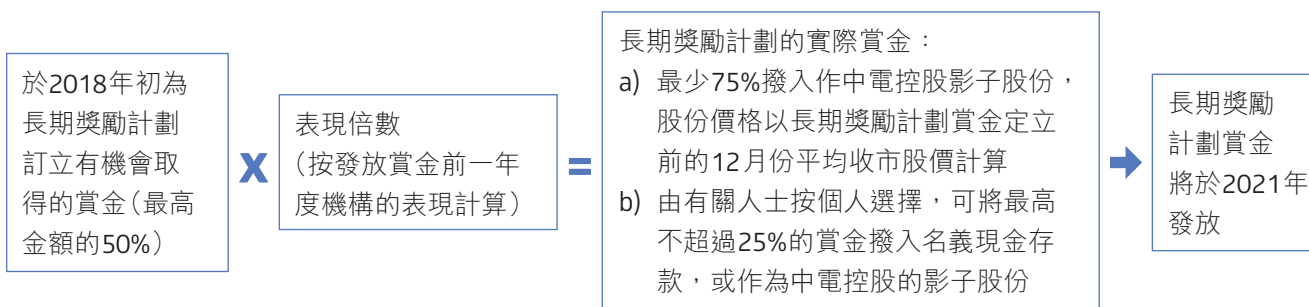 於2018年初為
長期獎勵計劃
訂立有機會取
得的賞金（最高
金額的50%）
X
表現倍數
（按發放賞金前一年
度機構的表現計算）
=
長期獎勵計劃的實際賞金：
a) 最少75%撥入作中電控股影子股份，
股份價格以長期獎勵計劃賞金定立
前的12月份平均收市股價計算
b) 由有關人士按個人選擇，可將最高
不超過25%的賞金撥入名義現金存
款，或作為中電控股的影子股份
長期獎勵
計劃賞金
將於2021年
發放